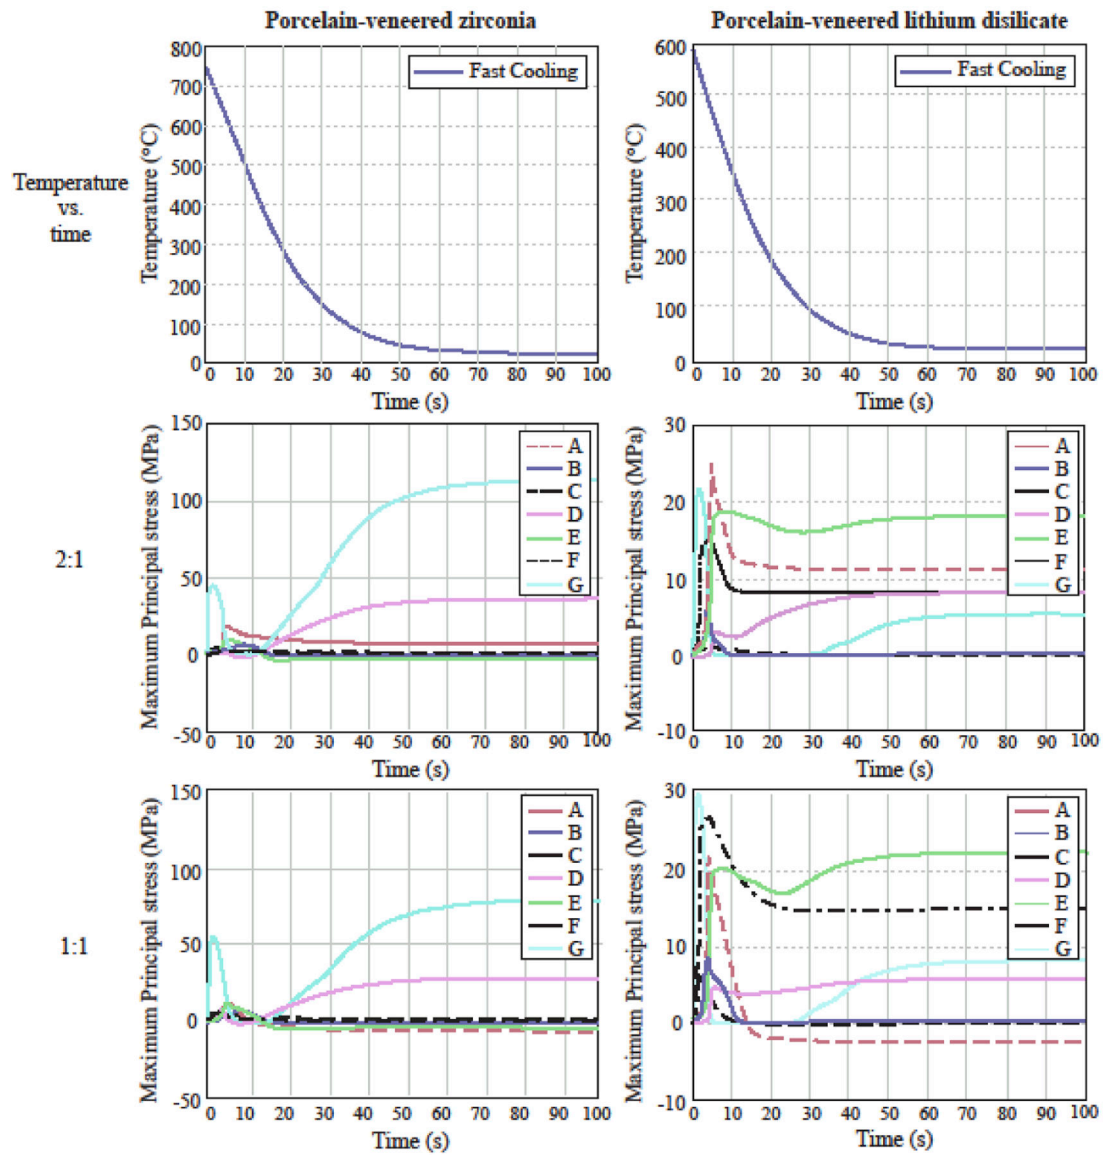 Porcelain-veneered zirconia
Porcelain-veneered lithium disilicate
Temperature
vs.
time
Temperature (°C)
800
700
600
500
400
300
200
100
0
Fast Cooling
0 10 20 30 40 50 60 70 80 90 100
Time (s)
Temperature (°C)
600
500
400
300
200
100
0
Fast Cooling
0 10 20 30 40 50 60 70 80 90 100
Time (s)
2:1
Maximum Principal stress (MPa)
150
100
50
0
-50
A
B
C
D
E
F
G
0 10 20 30 40 50 60 70 80 90 100
Time (s)
Maximum Principal stress (MPa)
30
20
10
0
-10
A
B
C
D
E
F
G
0 10 20 30 40 50 60 70 80 90 100
Time (s)
1:1
Maximum Principal stress (MPa)
150
100
50
0
-50
A
B
C
D
E
F
G
0 10 20 30 40 50 60 70 80 90 100
Time (s)
Maximum Principal stress (MPa)
30
20
10
0
-10
A
B
C
D
E
F
G
0 10 20 30 40 50 60 70 80 90 100
Time (s)